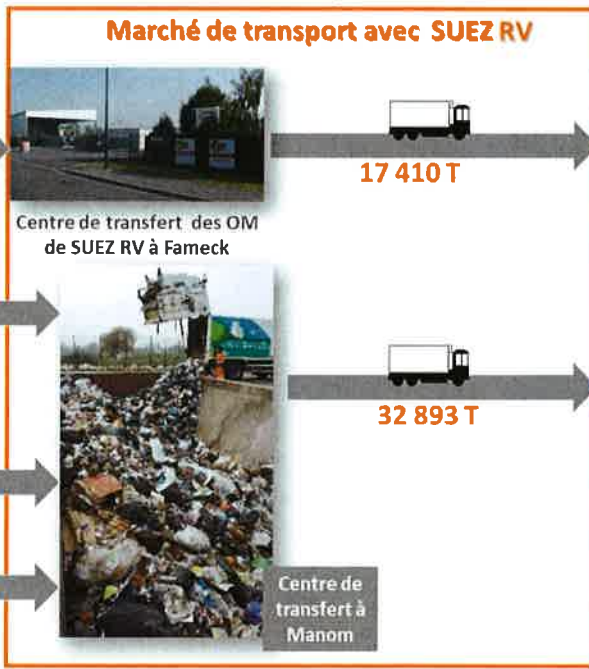 Marché de transport avec SUEZ RV
17 410 T
Centre de transfert des OM
de SUEZ RV à Fameck
32 893 T
Centre de
transfert à
Manom